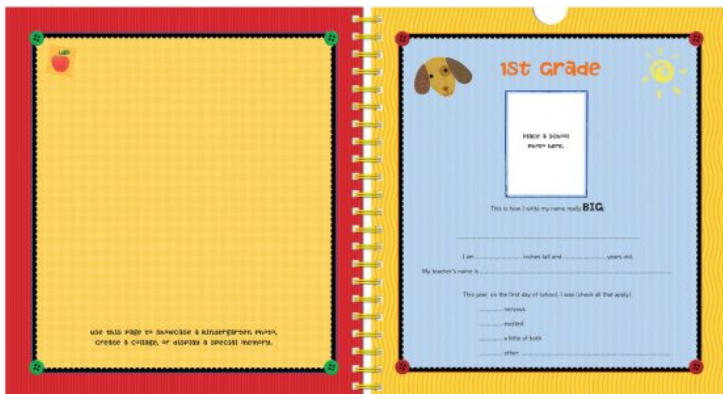 use this page to showcase a kindergarten photo,
create a collage, or display a special memory.
1st Grade
Place a school
photo here.
This is how I write my name really BIG:
I am inches tall and years old.
My teacher's name is
This year, on the first day of school, I was (check all that apply):
nervous
excited
a little of both
other